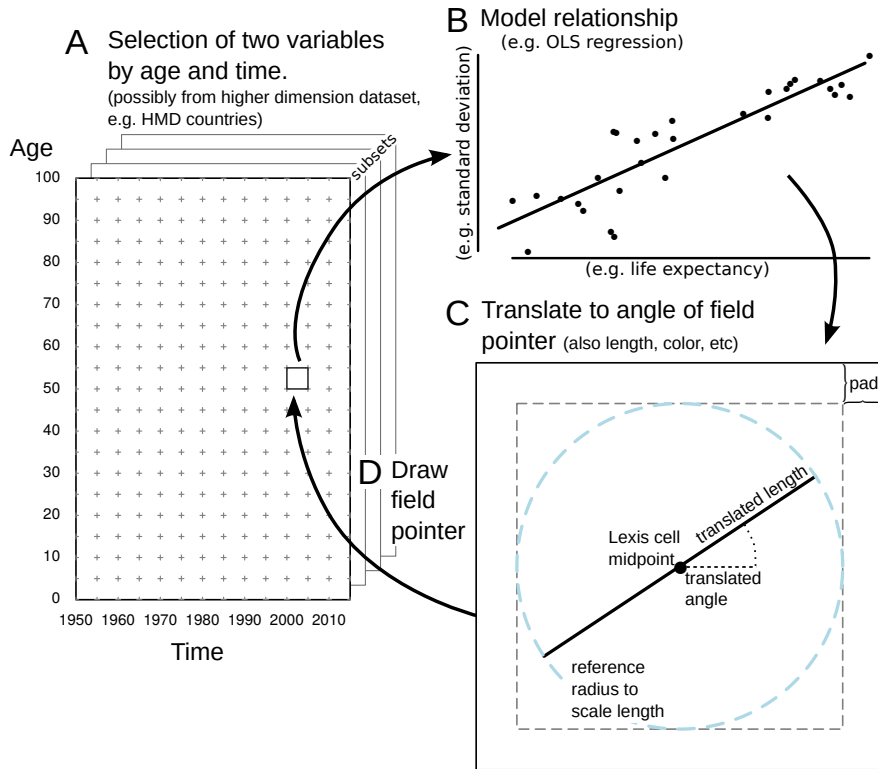 A Selection of two variables
by age and time.
(possibly from higher dimension dataset,
e.g. HMD countries)
Age
subsets
100
90
80
70
60
50
40
30
20
10
0
1950 1960 1970 1980 1990 2000 2010
Time
B Model relationship
(e.g. OLS regression)
(e.g. standard deviation)
(e.g. life expectancy)
C Translate to angle of field
pointer (also length, color, etc)
pad
translated length
Lexis cell
midpoint
translated
angle
reference
radius to
scale length
D Draw
field
pointer